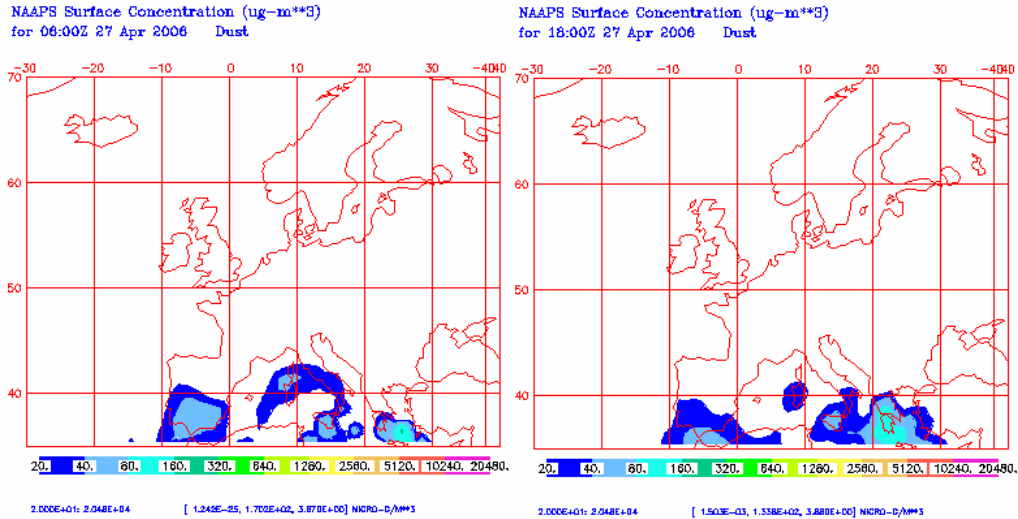 NAAPS Surface Concentration (ug-m**3)
for 06:00Z 27 Apr 2006 Dust
-30 -20 -10 0 10 20 30 40
70
60
50
40
20. 40. 80. 160. 320. 640. 1280. 2560. 5120. 10240. 20480.
2.000E+01: 2.048E+04 [ 1.242E-25, 1.702E+02, 3.870E+00] MICRO-G/M**3
NAAPS Surface Concentration (ug-m**3)
for 18:00Z 27 Apr 2006 Dust
-30 -20 -10 0 10 20 30 40
70
60
50
40
20. 40. 80. 160. 320. 640. 1280. 2560. 5120. 10240. 20480.
2.000E+01: 2.048E+04 [ 1.503E-03, 1.338E+02, 3.880E+00] MICRO-G/M**3